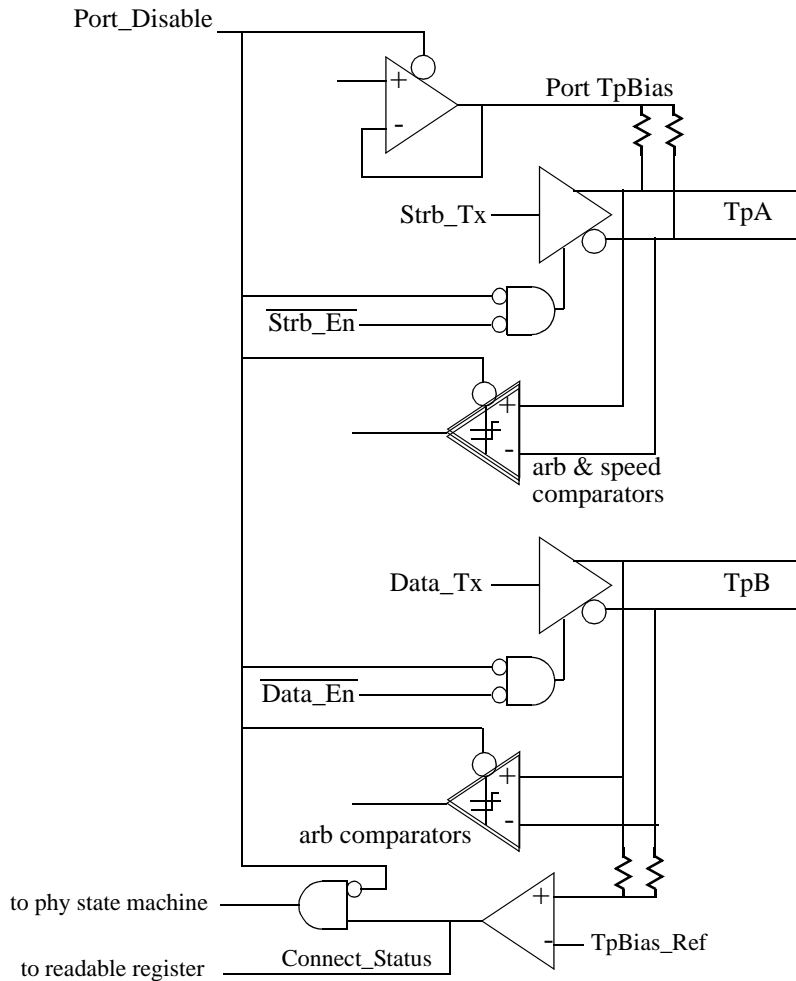 Port_Disable
+
-
Port TpBias
Strb_Tx
TpA
Strb_En
+
-
arb & speed
comparators
Data_Tx
TpB
Data_En
+
-
arb comparators
to phy state machine
+
-
TpBias_Ref
Connect_Status
to readable register